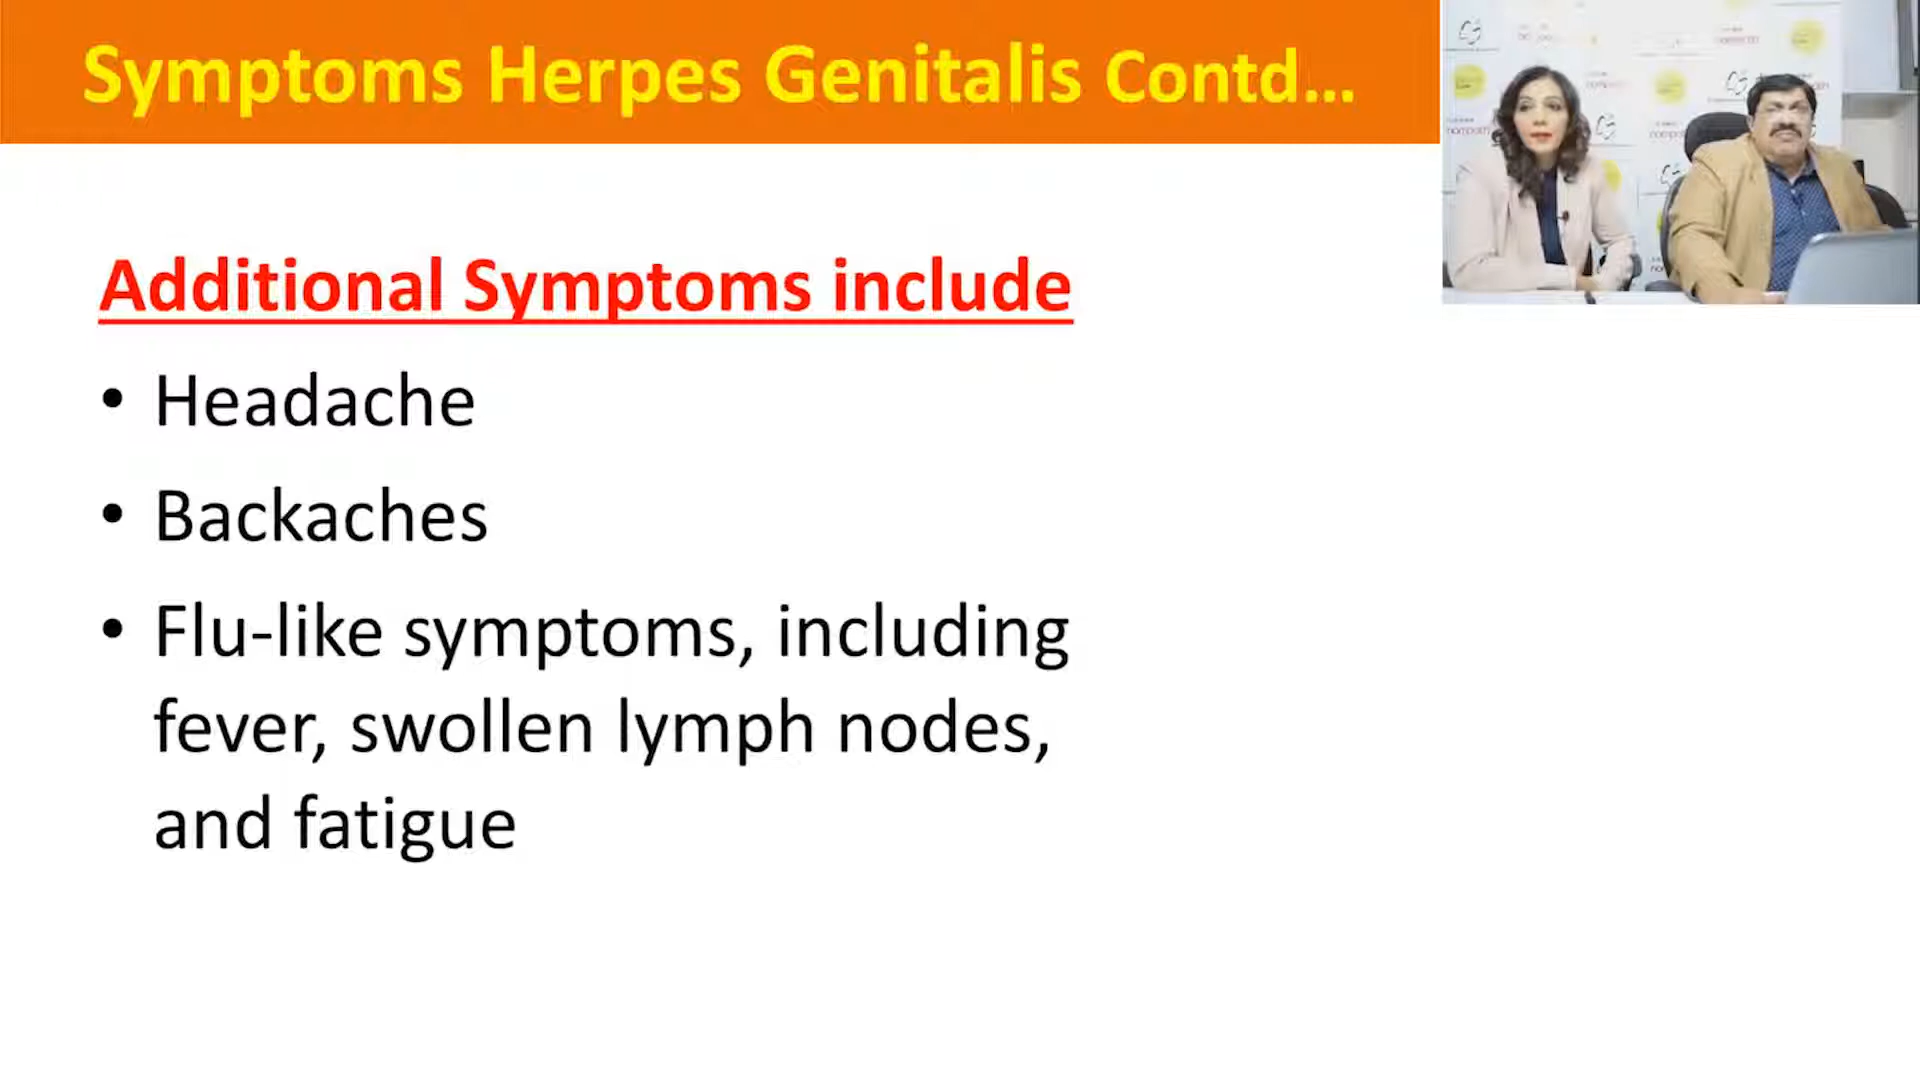 Symptoms Herpes Genitalis Contd...
Additional Symptoms include
• Headache
• Backaches
• Flu-like symptoms, including
fever, swollen lymph nodes,
and fatigue